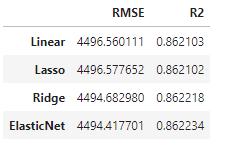 RMSE R2
Linear 4496.560111 0.862103
Lasso 4496.577652 0.862102
Ridge 4494.682980 0.862218
ElasticNet 4494.417701 0.862234